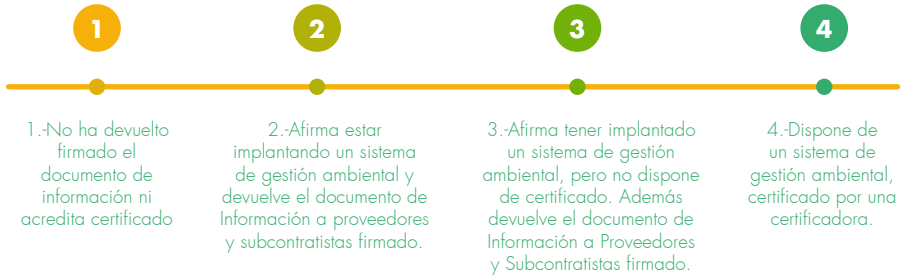 1
2
3
4
1.-No ha devuelto
firmado el
documento de
información ni
acredita certificado
2.-Afirma estar
implantando un sistema
de gestión ambiental y
devuelve el documento de
Información a proveedores
y subcontratistas firmado.
3.-Afirma tener implantado
un sistema de gestión
ambiental, pero no dispone
de certificado. Además
devuelve el documento de
Información a Proveedores
y Subcontratistas firmado.
4.-Dispone de
un sistema de
gestión ambiental,
certificado por una
certificadora.